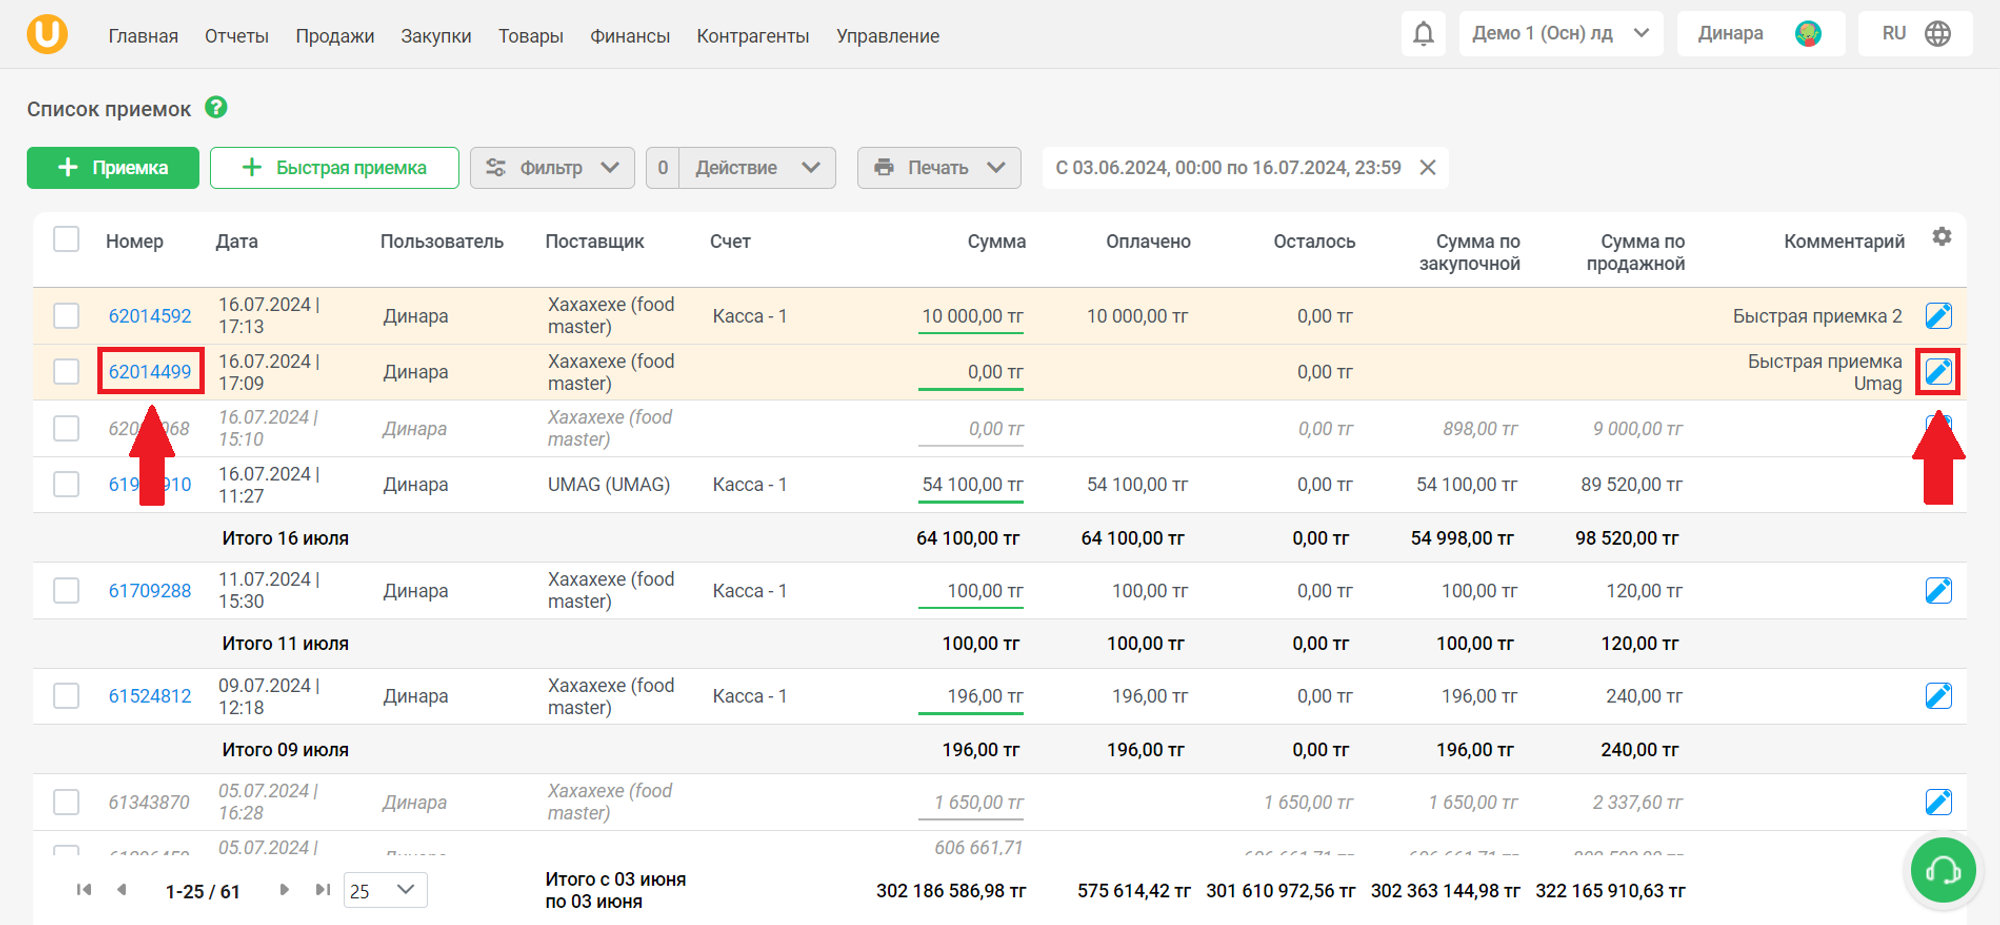 U
Главная Отчеты Продажи Закупки Товары Финансы Контрагенты Управление Демо 1 (Осн) лд Динара RU
Список приемок ?
+ Приемка + Быстрая приемка Фильтр 0 Действие Печать С 03.06.2024, 00:00 по 16.07.2024, 23:59
Номер Дата Пользователь Поставщик Счет Сумма Оплачено Осталось Сумма по Сумма по Комментарий
закупочной продажной
16.07.2024 | Хахахехе (food
62014592 Динара Касса - 1 10 000,00 тг 10 000,00 тг 0,00 тг Быстрая приемка 2
17:13 master)
16.07.2024 | Хахахехе (food Быстрая приемка
62014499 Динара 0,00 тг 0,00 тг
17:09 master) Umag
16.07.2024 | Хахахехе (food
Динара 0,00 тг 0,00 тг 898,00 тг 9 000,00 тг
15:10 master)
16.07.2024 |
Динара UMAG (UMAG) Касса - 1 54 100,00 тг 54 100,00 тг 0,00 тг 54 100,00 тг 89 520,00 тг
11:27
Итого 16 июля 64 100,00 тг 64 100,00 тг 0,00 тг 54 998,00 тг 98 520,00 тг
11.07.2024 | Хахахехе (food
61709288 Динара Касса - 1 100,00 тг 100,00 тг 0,00 тг 100,00 тг 120,00 тг
15:30 master)
Итого 11 июля 100,00 тг 100,00 тг 0,00 тг 100,00 тг 120,00 тг
09.07.2024 | Хахахехе (food
61524812 Динара Касса - 1 196,00 тг 196,00 тг 0,00 тг 196,00 тг 240,00 тг
12:18 master)
Итого 09 июля 196,00 тг 196,00 тг 0,00 тг 196,00 тг 240,00 тг
05.07.2024 | Хахахехе (food
61343870 Динара 1 650,00 тг 1 650,00 тг 1 650,00 тг 2 337,60 тг
16:28 master)
05.07.2024 | 606 661,71
1-25 / 61 25 Итого с 03 июня 302 186 586,98 тг 575 614,42 тг 301 610 972,56 тг 302 363 144,98 тг 322 165 910,63 тг
по 03 июня